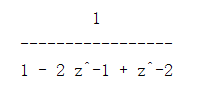 1
-----------------
1 - 2 z^-1 + z^-2